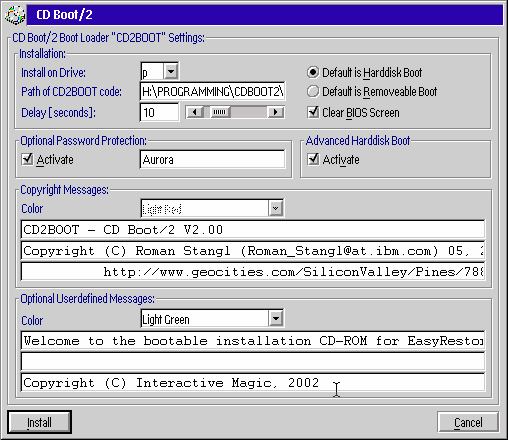 CD Boot/2
CD Boot/2 Boot Loader "CD2BOOT" Settings:
Installation:
Install on Drive: p
Default is Harddisk Boot
Path of CD2BOOT code: H:\PROGRAMMING\CDBOOT2\
Default is Removeable Boot
Delay [seconds]: 10
Clear BIOS Screen
Optional Password Protection:
Advanced Harddisk Boot
Activate Aurora
Activate
Copyright Messages:
Color Light Red
CD2BOOT - CD Boot/2 V2.00
Copyright (C) Roman Stangl (Roman_Stangl@at.ibm.com) 05, 2
http://www.geocities.com/SiliconValley/Pines/788
Optional Userdefined Messages:
Color Light Green
Welcome to the bootable installation CD-ROM for EasyRestor
Copyright (C) Interactive Magic, 2002
Install
Cancel